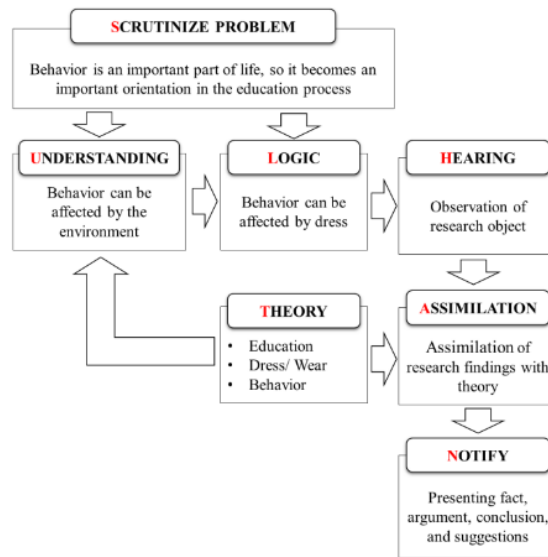 SCRUTINIZE PROBLEM
Behavior is an important part of life, so it becomes an
important orientation in the education process
UNDERSTANDING
Behavior can be
affected by the
environment
LOGIC
Behavior can be
affected by dress
HEARING
Observation of
research object
THEORY
• Education
• Dress/ Wear
• Behavior
ASSIMILATION
Assimilation of
research findings with
theory
NOTIFY
Presenting fact,
argument, conclusion,
and suggestions